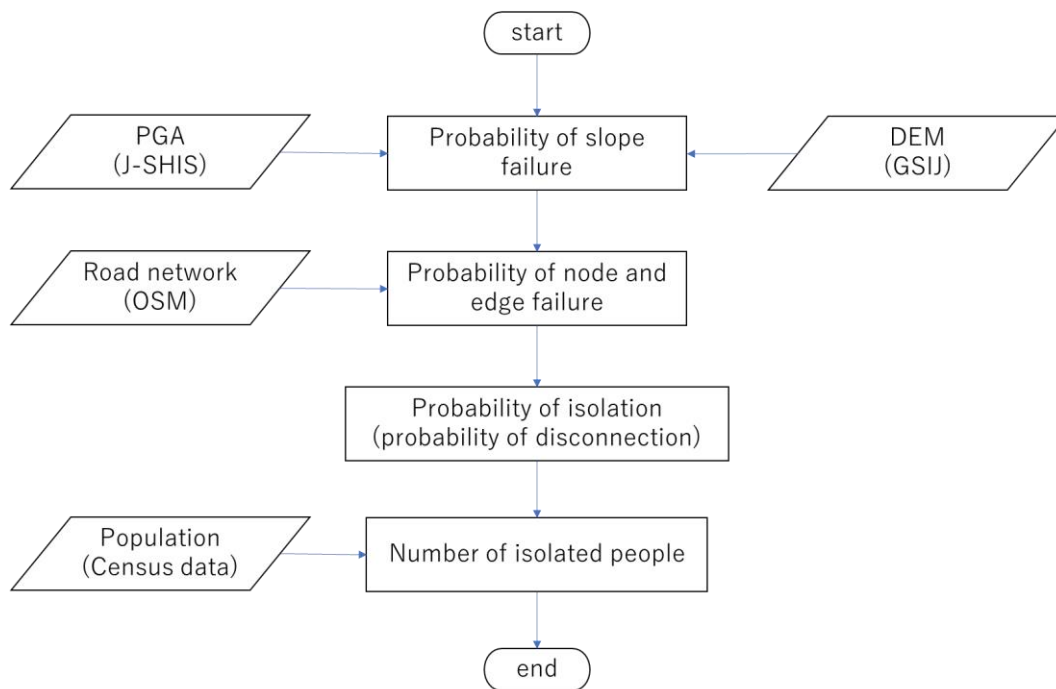 start
PGA
(J-SHIS)
Probability of slope
failure
DEM
(GSIJ)
Road network
(OSM)
Probability of node and
edge failure
Probability of isolation
(probability of disconnection)
Population
(Census data)
Number of isolated people
end